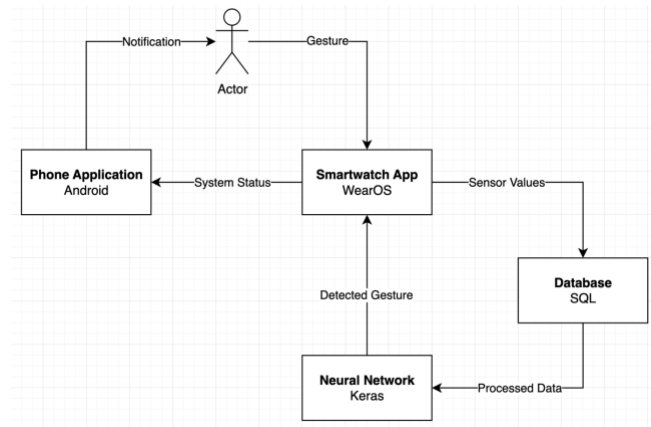 Notification
Gesture
Actor
Phone Application
Android
System Status
Smartwatch App
WearOS
Sensor Values
Database
SQL
Detected Gesture
Neural Network
Keras
Processed Data